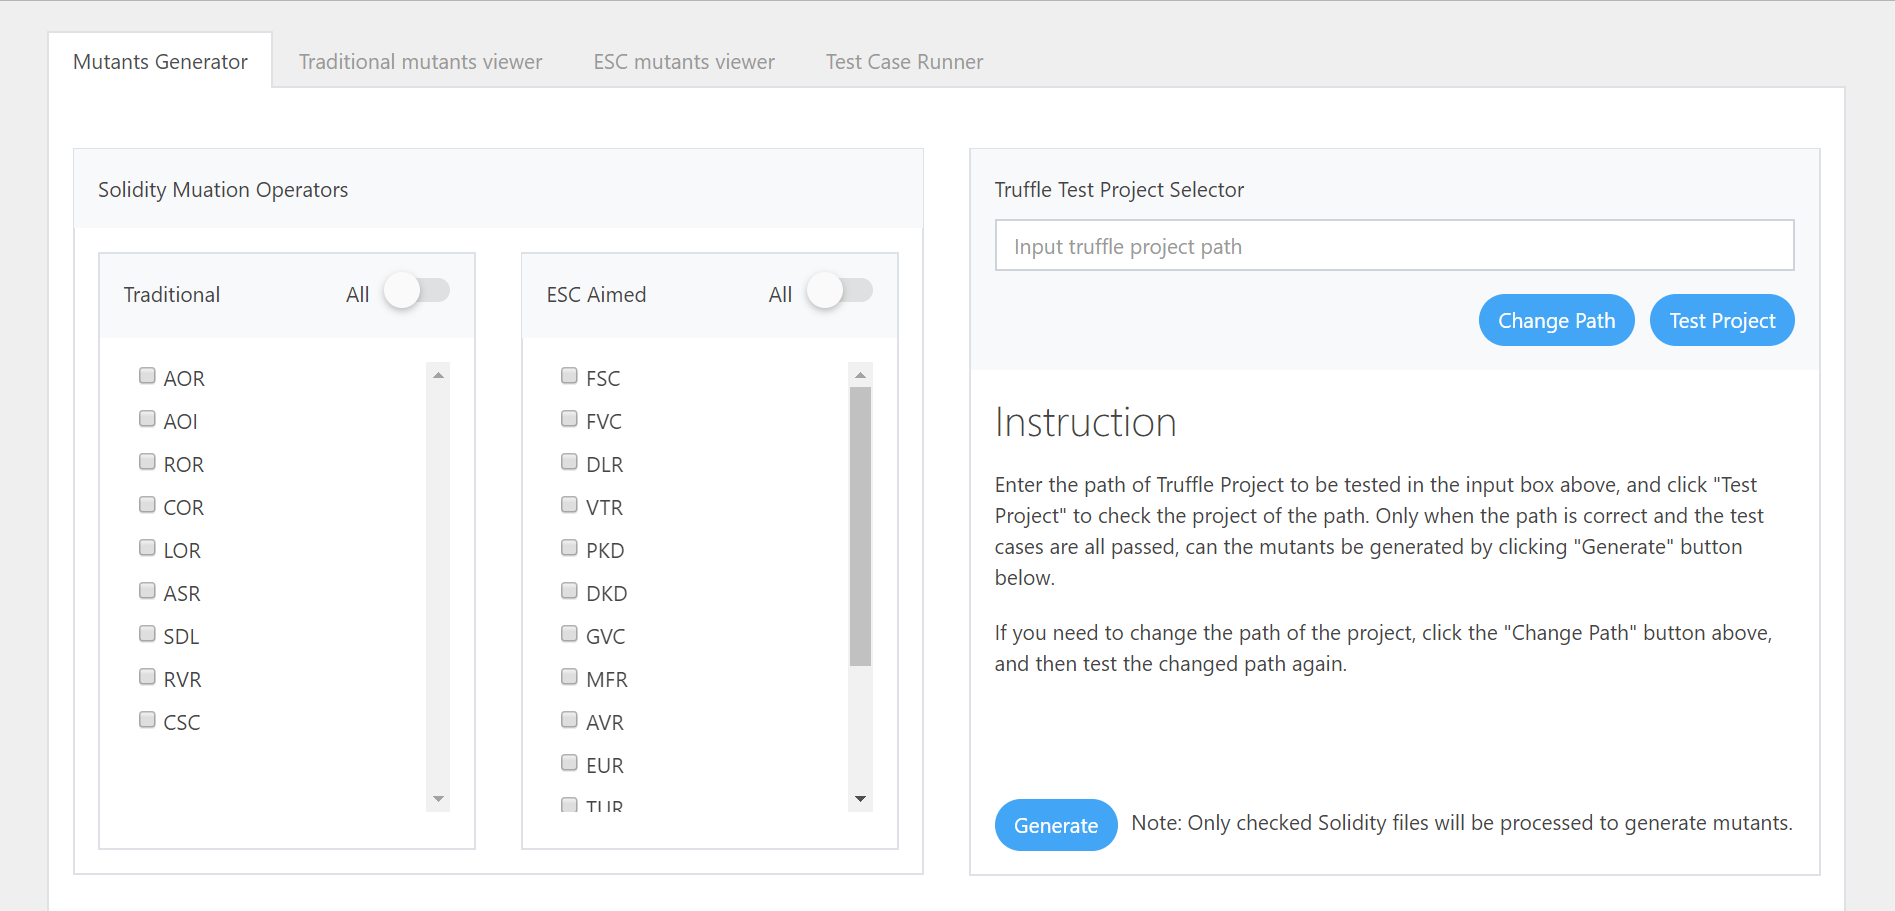 Mutants Generator
Traditional mutants viewer
ESC mutants viewer
Test Case Runner
Solidity Muation Operators
Traditional
All
AOR
AOI
ROR
COR
LOR
ASR
SDL
RVR
CSC
ESC Aimed
All
FSC
FVC
DLR
VTR
PKD
DKD
GVC
MFR
AVR
EUR
TUR
Truffle Test Project Selector
Input truffle project path
Change Path
Test Project
Instruction
Enter the path of Truffle Project to be tested in the input box above, and click "Test
Project" to check the project of the path. Only when the path is correct and the test
cases are all passed, can the mutants be generated by clicking "Generate" button
below.
If you need to change the path of the project, click the "Change Path" button above,
and then test the changed path again.
Generate
Note: Only checked Solidity files will be processed to generate mutants.